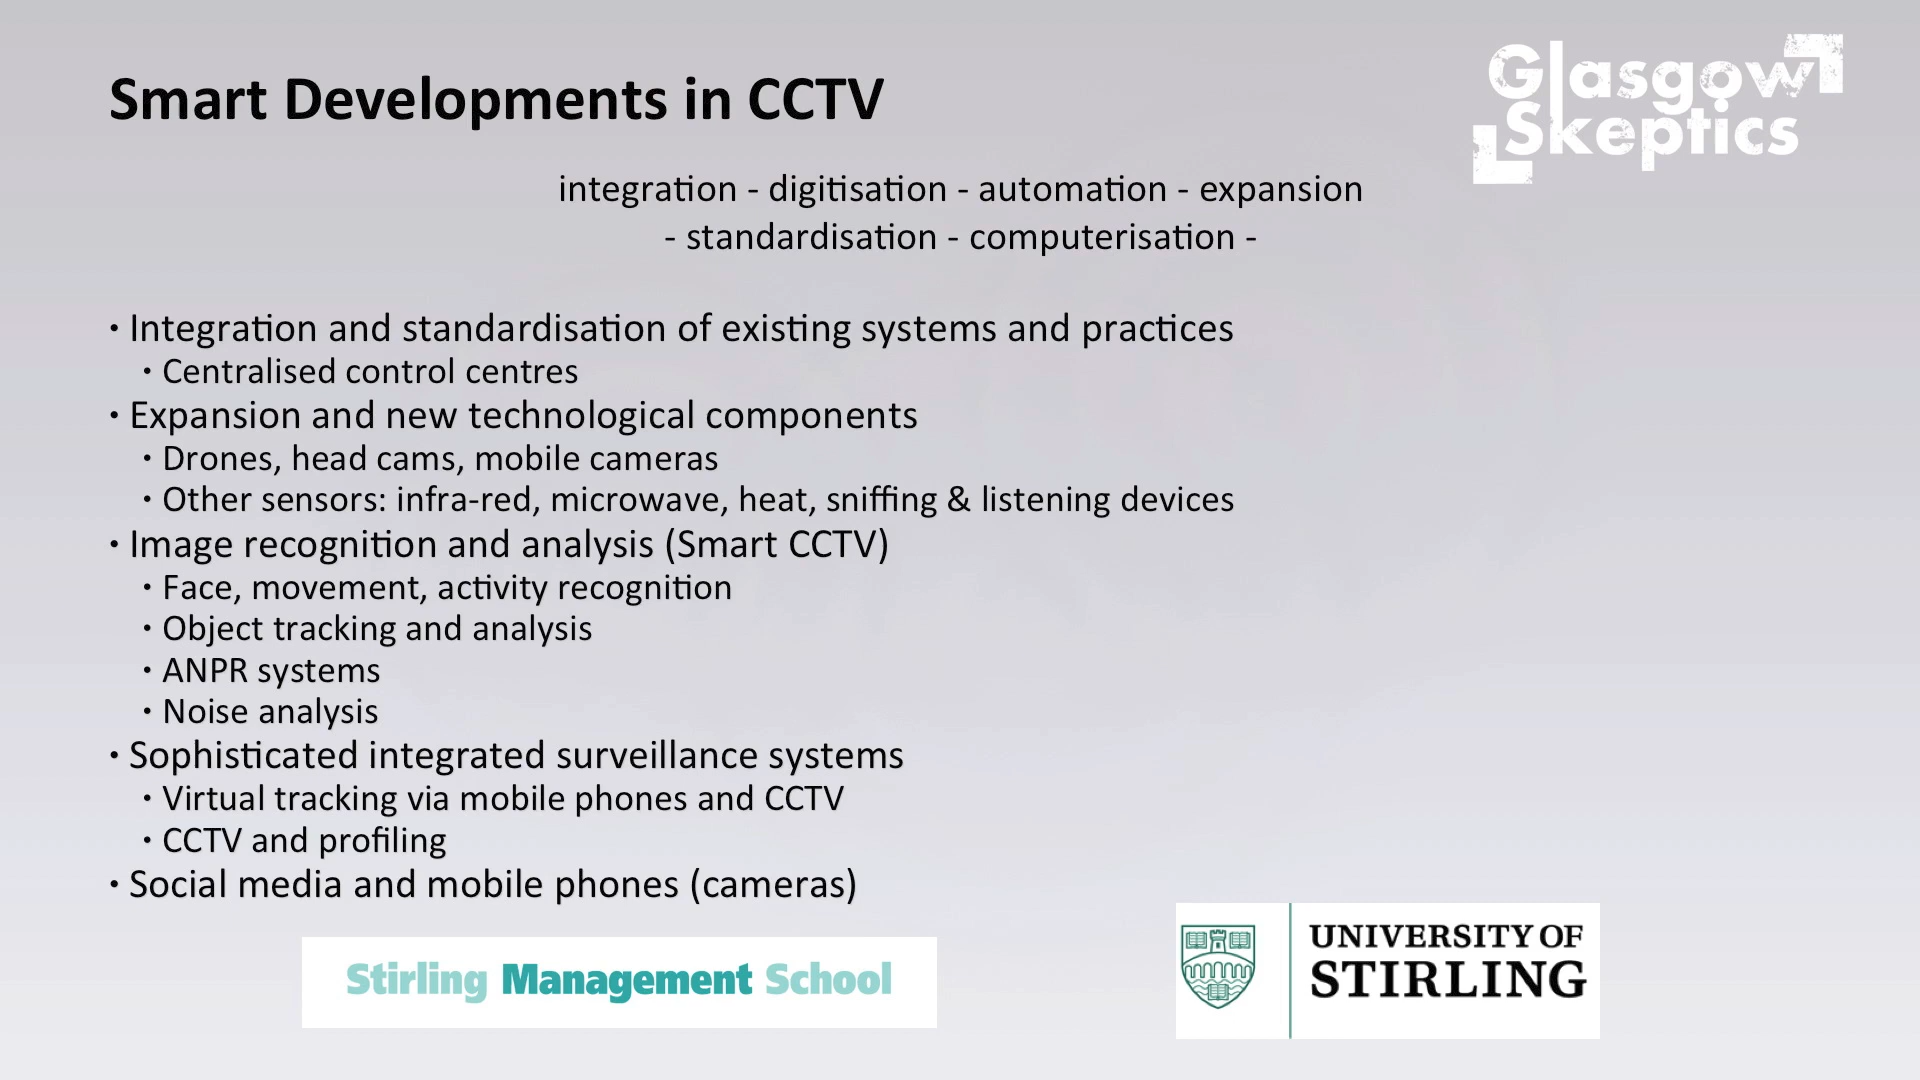 Smart Developments in CCTV
Glasgow
Skeptics
integration - digitisation - automation - expansion
- standardisation - computerisation -
· Integration and standardisation of existing systems and practices
· Centralised control centres
· Expansion and new technological components
· Drones, head cams, mobile cameras
· Other sensors: infra-red, microwave, heat, sniffing & listening devices
· Image recognition and analysis (Smart CCTV)
· Face, movement, activity recognition
· Object tracking and analysis
· ANPR systems
· Noise analysis
· Sophisticated integrated surveillance systems
· Virtual tracking via mobile phones and CCTV
· CCTV and profiling
· Social media and mobile phones (cameras)
Stirling Management School
UNIVERSITY OF
STIRLING